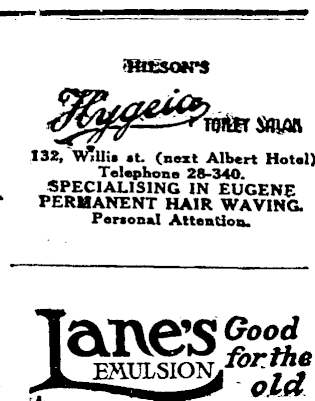 HILSON'S
Hygeia TOILET SALON
132, Willis st. (next Albert Hotel)
Telephone 28-340.
SPECIALISING IN EUGENE
PERMANENT HAIR WAVING.
Personal Attention.
Lane's Good
EMULSION for the
old